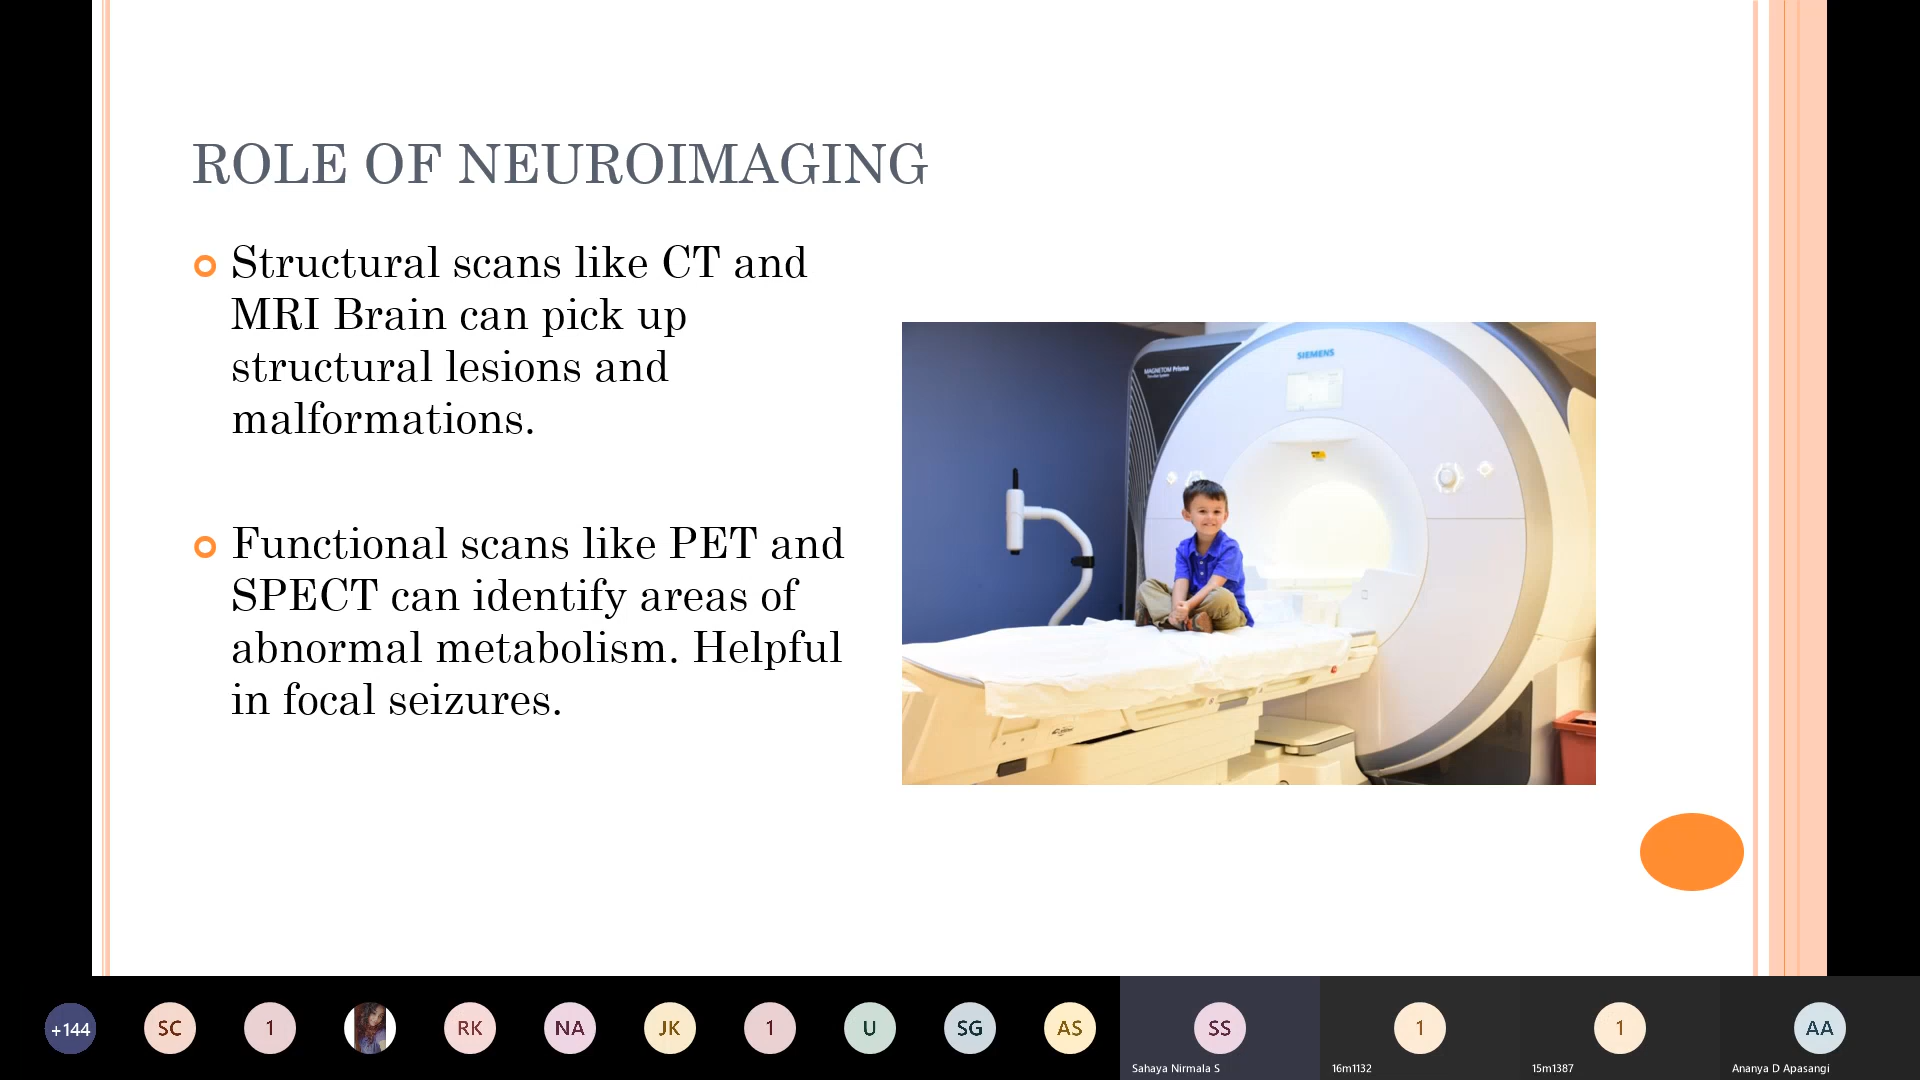 ROLE OF NEUROIMAGING
Structural scans like CT and
MRI Brain can pick up
structural lesions and
malformations.
Functional scans like PET and
SPECT can identify areas of
abnormal metabolism. Helpful
in focal seizures.
SIEMENS
MAGNETOM Prisma
+144
SC
1
RK
NA
JK
1
U
SG
AS
SS
1
1
AA
Sahaya Nirmala S
16m1132
15m1387
Ananya D Apasangi